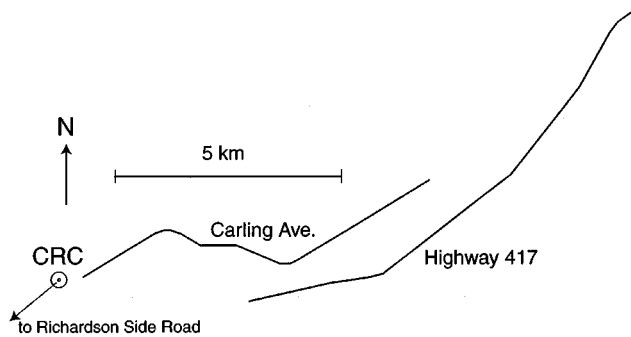 N
5 km
Carling Ave.
CRC
Highway 417
to Richardson Side Road